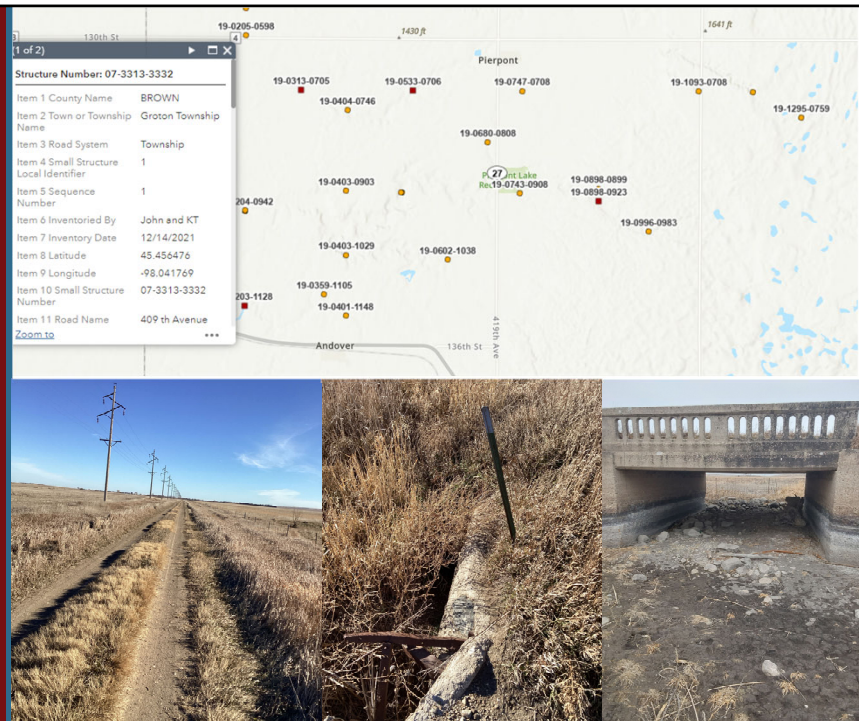 (1 of 2)
Structure Number: 07-3313-3332
Item 1 County Name BROWN
Item 2 Town or Township Name Groton Township
Item 3 Road System Township
Item 4 Small Structure Local Identifier 1
Item 5 Sequence Number 1
Item 6 Inventoried By John and KT
Item 7 Inventory Date 12/14/2021
Item 8 Latitude 45.456476
Item 9 Longitude -98.041769
Item 10 Small Structure Number 07-3313-3332
Item 11 Road Name 409 th Avenue
Zoom to
19-0205-0598
130th St
4
1430 ft
1641 ft
Pierpont
19-0313-0705
19-0533-0706
19-0747-0708
19-1093-0708
19-0404-0746
19-1295-0759
19-0680-0808
27
19-0403-0903
19-0743-0908
19-0898-0899
19-0898-0923
204-0942
19-0996-0983
19-0403-1029
19-0602-1038
19-0359-1105
203-1128
19-0401-1148
419th Ave
Andover
136th St